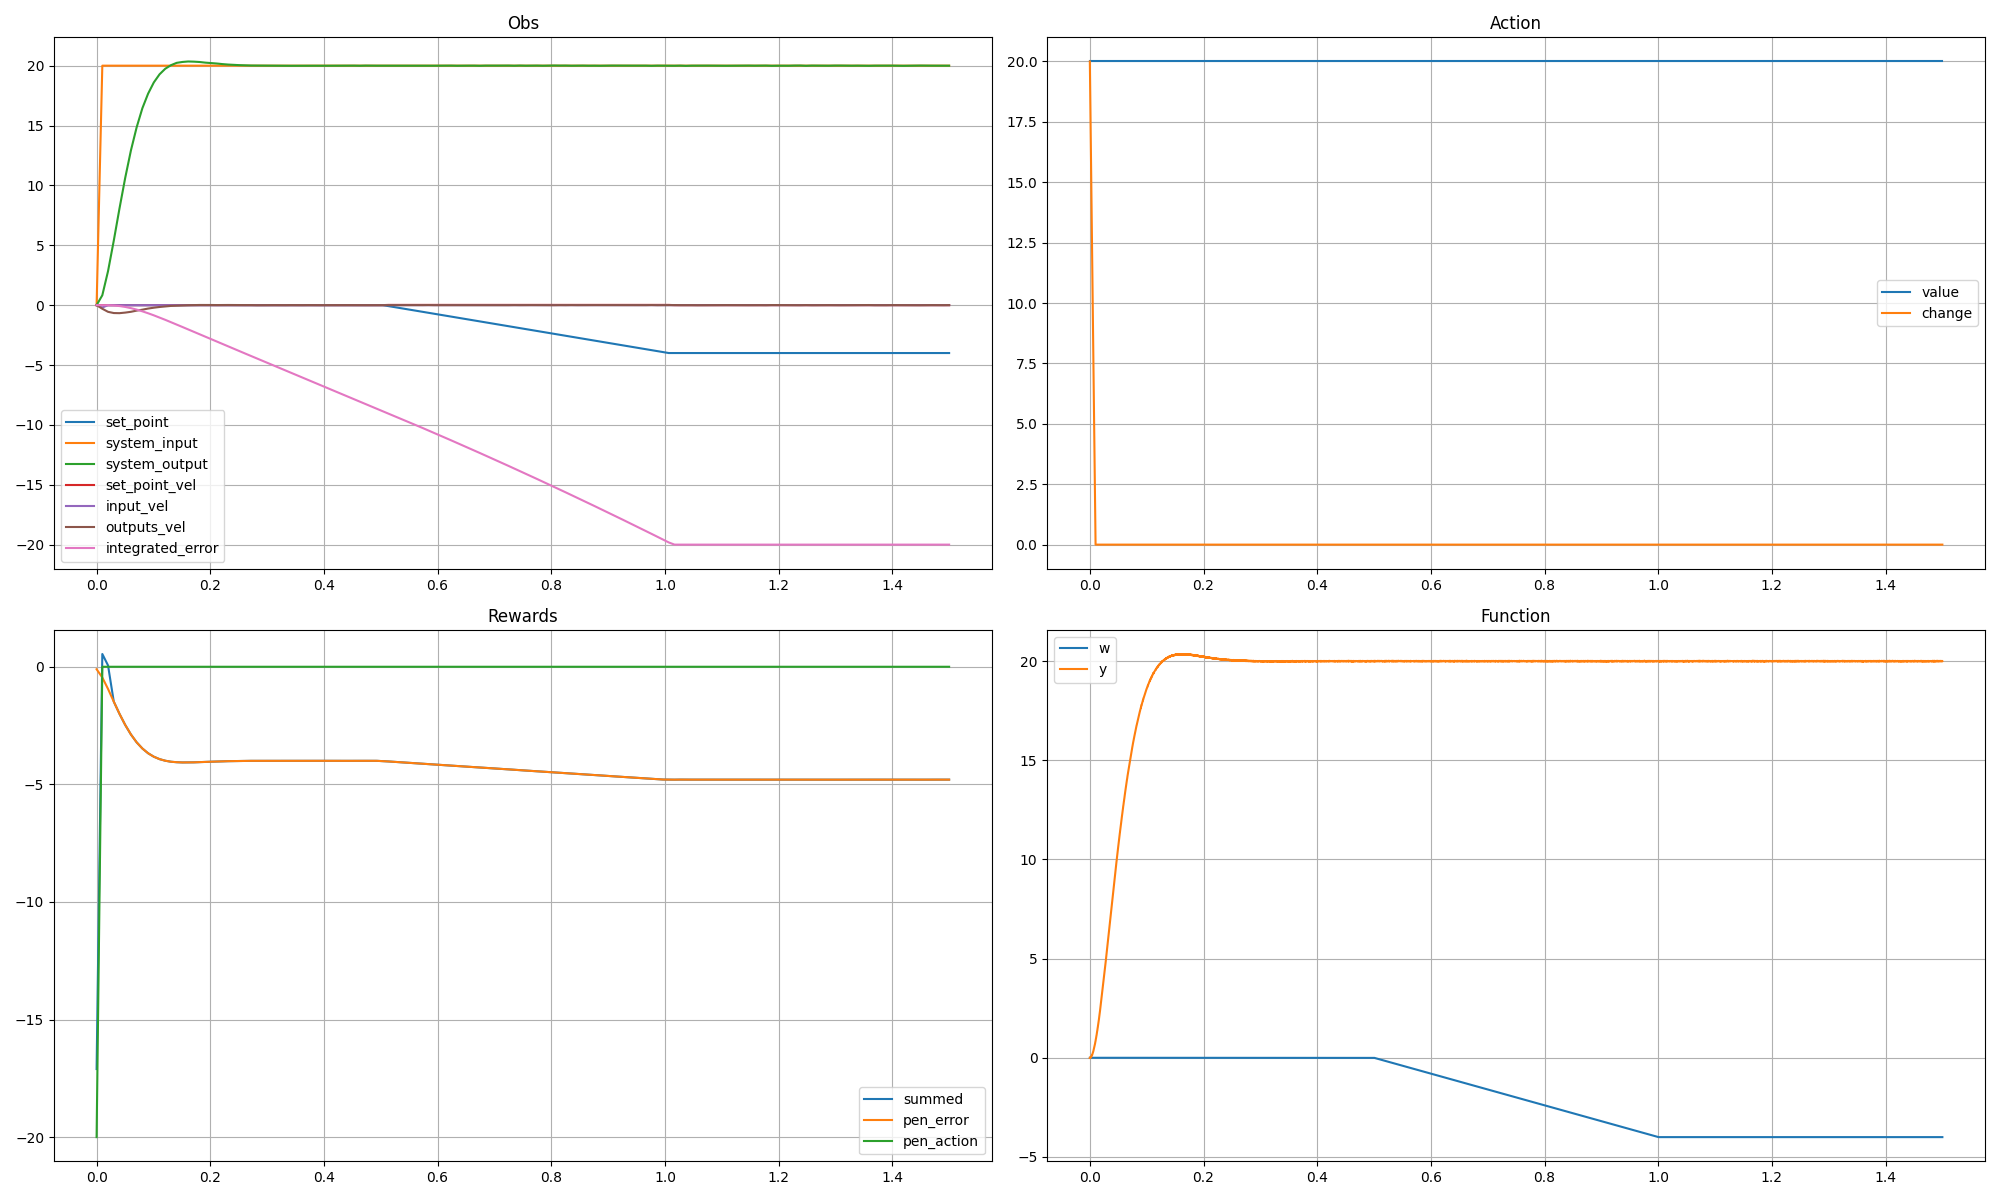 Obs
20
15
10
5
0
−5
−10
−15
−20
set_point
system_input
system_output
set_point_vel
input_vel
outputs_vel
integrated_error
0.0 0.2 0.4 0.6 0.8 1.0 1.2 1.4
Action
20.0
17.5
15.0
12.5
10.0
7.5
5.0
2.5
0.0
value
change
0.0 0.2 0.4 0.6 0.8 1.0 1.2 1.4
Rewards
0
−5
−10
−15
−20
summed
pen_error
pen_action
0.0 0.2 0.4 0.6 0.8 1.0 1.2 1.4
Function
w
y
20
15
10
5
0
−5
0.0 0.2 0.4 0.6 0.8 1.0 1.2 1.4